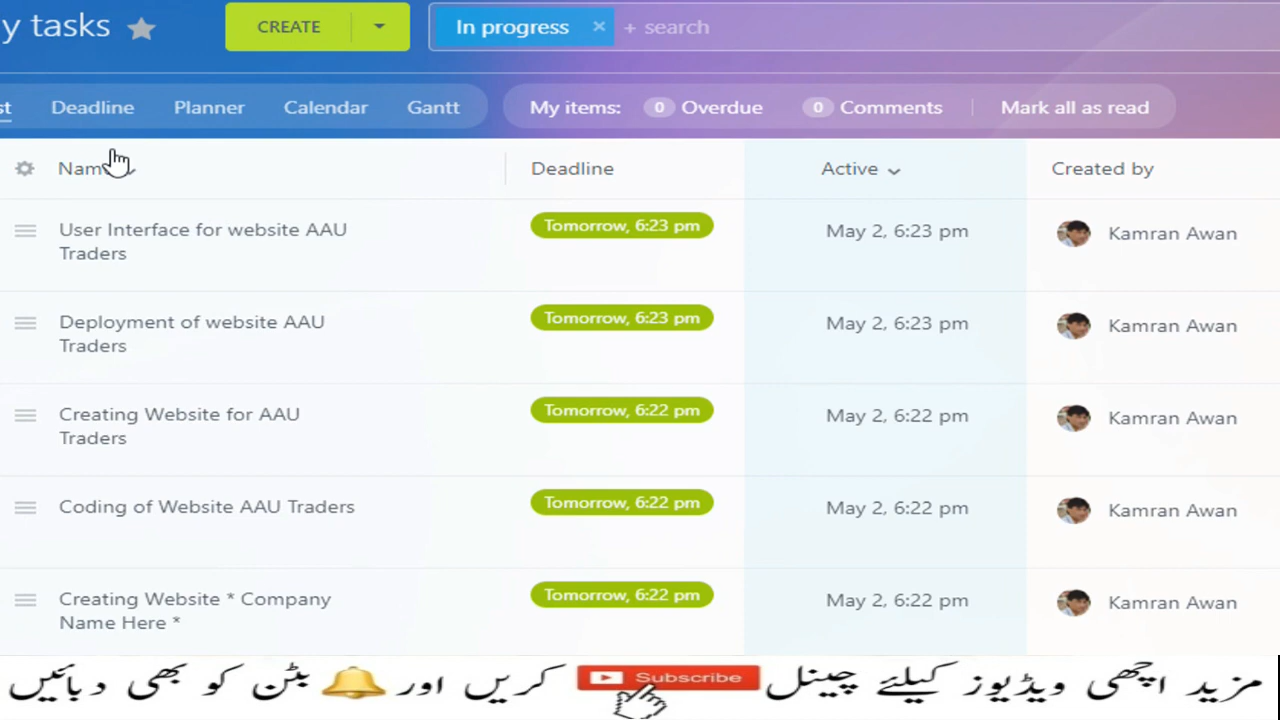 y tasks CREATE In progress × + search
st Deadline Planner Calendar Gantt My items: 0 Overdue 0 Comments Mark all as read
Deadline Active Created by
User Interface for website AAU Traders Tomorrow, 6:23 pm May 2, 6:23 pm Kamran Awan
Deployment of website AAU Traders Tomorrow, 6:23 pm May 2, 6:23 pm Kamran Awan
Creating Website for AAU Traders Tomorrow, 6:22 pm May 2, 6:22 pm Kamran Awan
Coding of Website AAU Traders Tomorrow, 6:22 pm May 2, 6:22 pm Kamran Awan
Creating Website * Company Name Here * Tomorrow, 6:22 pm May 2, 6:22 pm Kamran Awan
مزید اچھی ویڈیوز کیلئے چینل Subscribe کریں اور بٹن کو بھی دبائیں